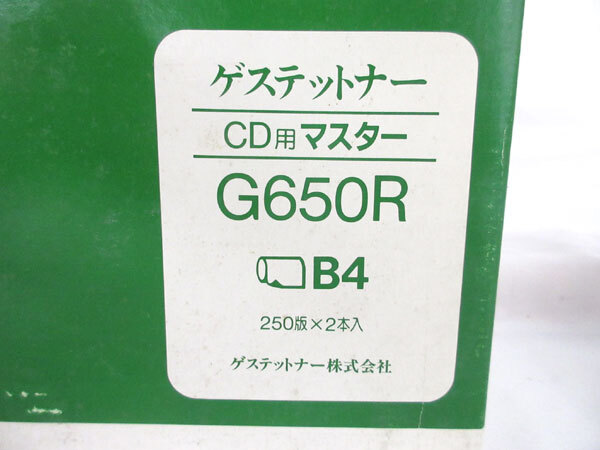 ゲステットナー
CD用マスター
G650R
B4
250版×2本入
ゲステットナー株式会社